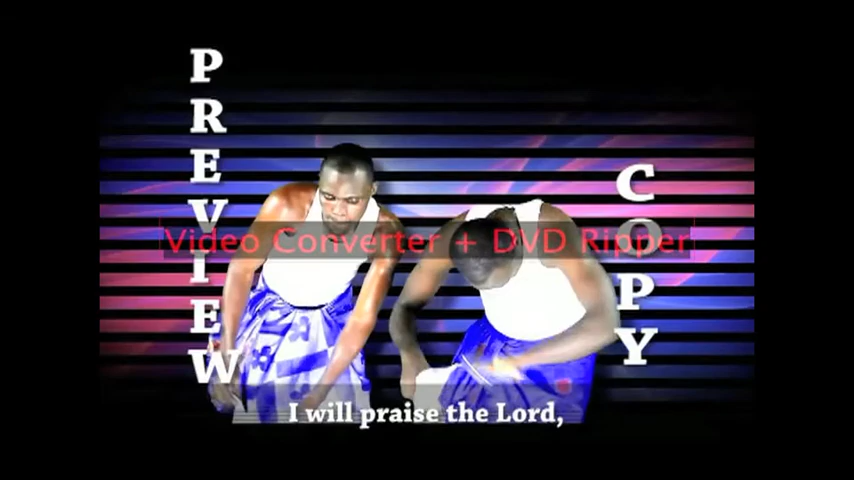 PREVIEW
COPY
Video Converter + DVD Ripper
I will praise the Lord,